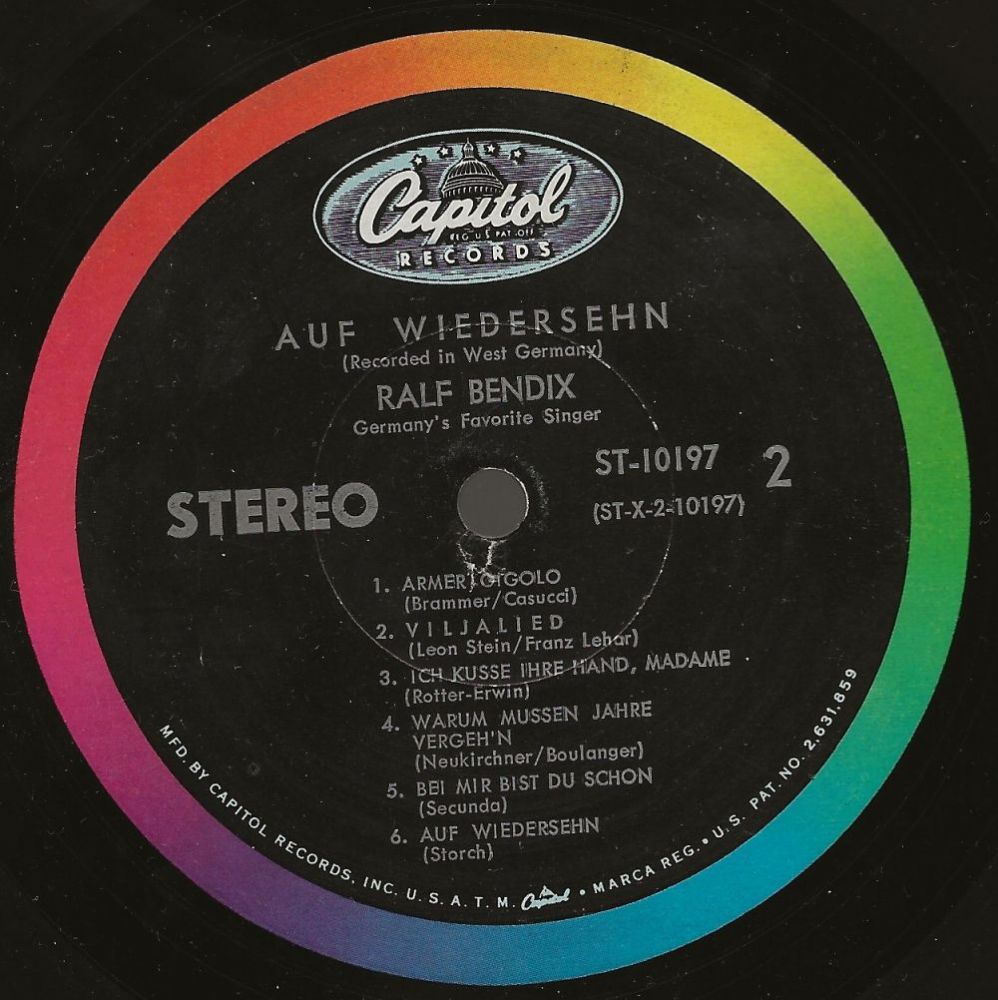 Capitol
REG. U.S. PAT. OFF.
RECORDS
AUF WIEDERSEHN
(Recorded in West Germany)
RALF BENDIX
Germany's Favorite Singer
STEREO
ST-10197
2
(ST-X-2-10197)
1. ARMER GIGOLO
(Brammer/Casucci)
2. VILJALIED
(Leon Stein/Franz Lehar)
3. ICH KUSSE IHRE HAND, MADAME
(Rotter-Erwin)
4. WARUM MUSSEN JAHRE
VERGEH'N
(Neukirchner/Boulanger)
5. BEI MIR BIST DU SCHON
(Secunda)
6. AUF WIEDERSEHN
(Storch)
MFD. BY CAPITOL RECORDS, INC. U.S.A. T.M. Capitol • MARCA REG. • U.S. PAT. NO. 2,631,859